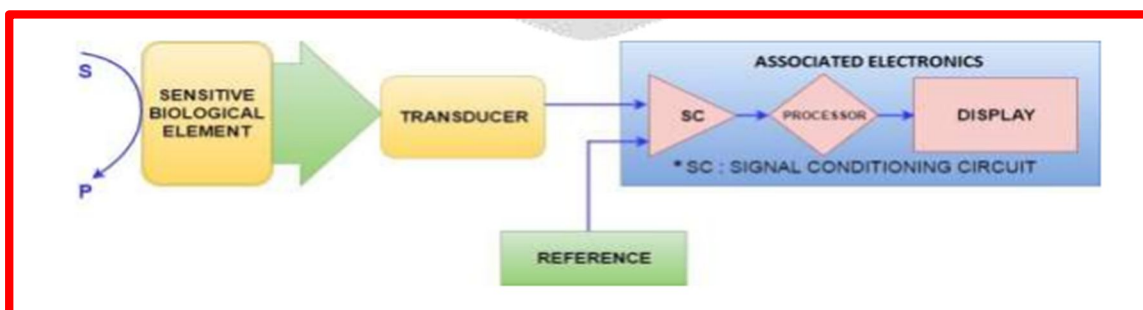 S
P
SENSITIVE
BIOLOGICAL
ELEMENT
TRANSDUCER
ASSOCIATED ELECTRONICS
SC
PROCESSOR
DISPLAY
* SC : SIGNAL CONDITIONING CIRCUIT
REFERENCE